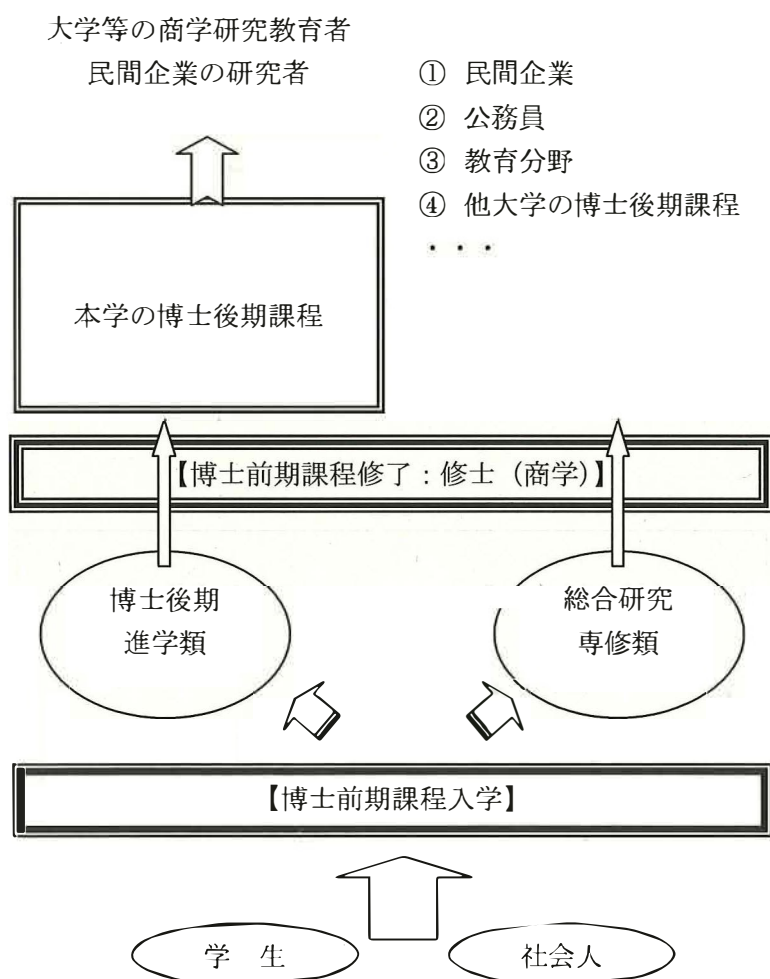 大学等の商学研究教育者
民間企業の研究者
① 民間企業
② 公務員
③ 教育分野
④ 他大学の博士後期課程
・・・
本学の博士後期課程
【博士前期課程修了：修士（商学）】
博士後期
進学類
総合研究
専修類
【博士前期課程入学】
学 生
社会人